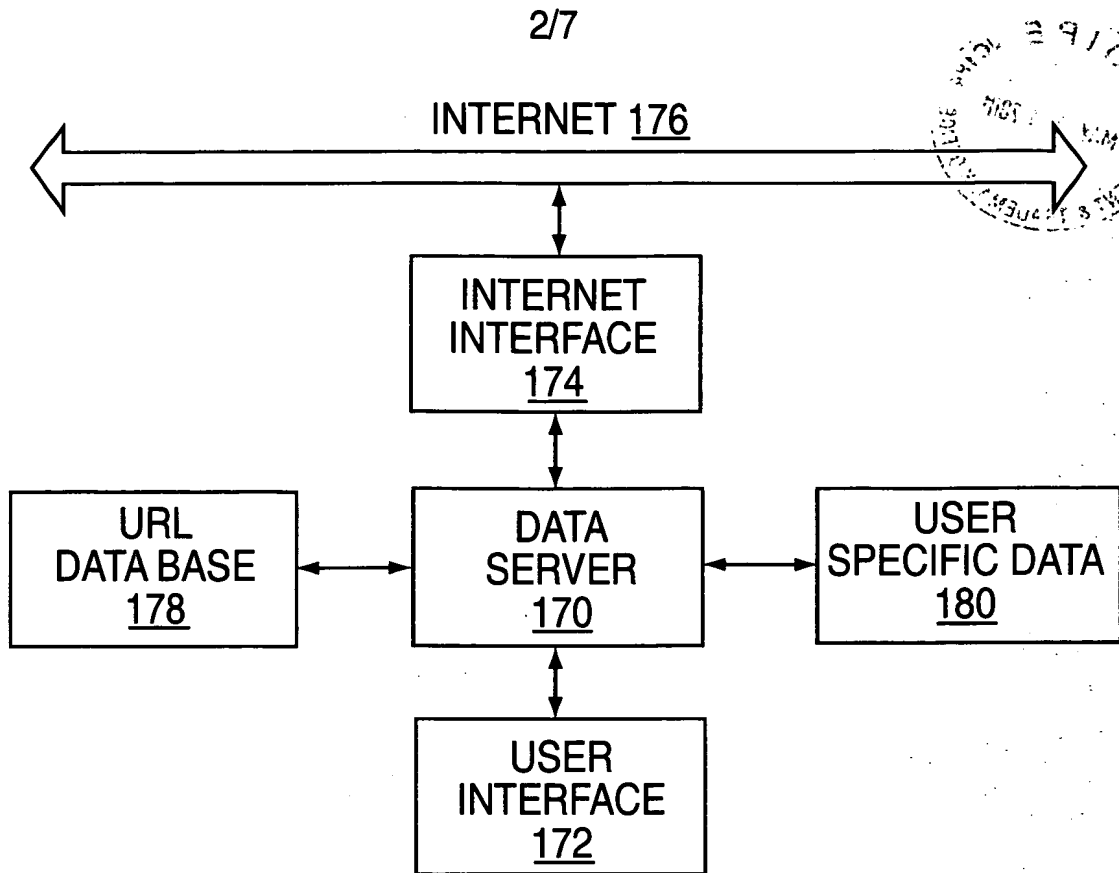 2/7
INTERNET 176
INTERNET
INTERFACE
174
URL
DATA BASE
178
DATA
SERVER
170
USER
SPECIFIC DATA
180
USER
INTERFACE
172